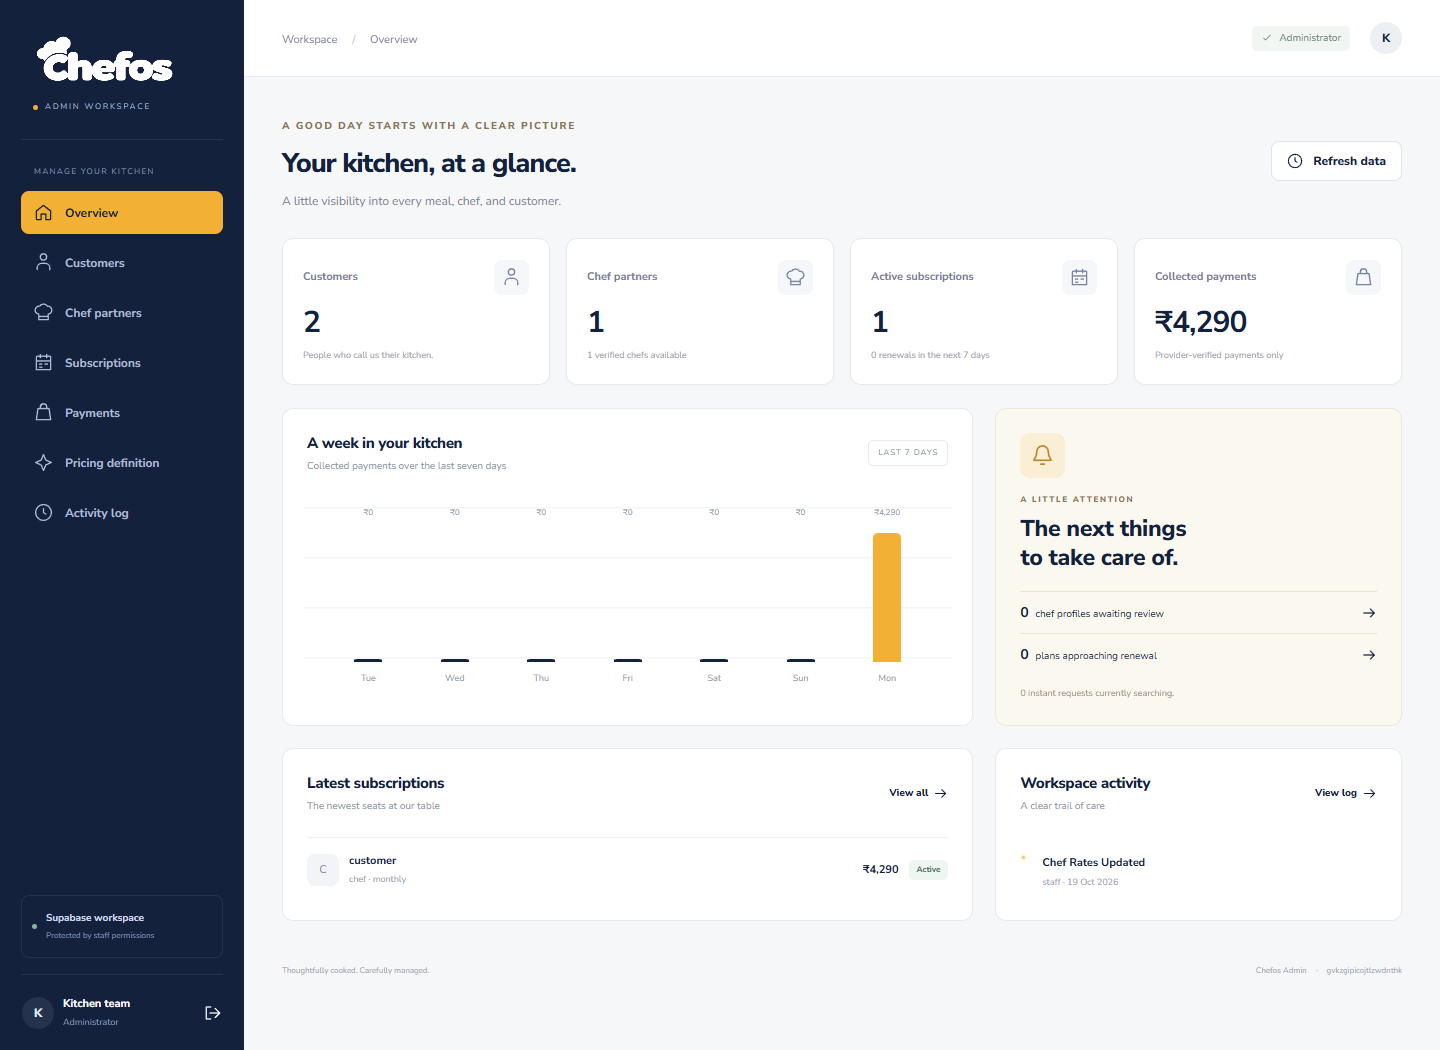 Chefos
ADMIN WORKSPACE
MANAGE YOUR KITCHEN
Overview
Customers
Chef partners
Subscriptions
Payments
Pricing definition
Activity log
Supabase workspace
Protected by staff permissions
K
Kitchen team
Administrator
Workspace / Overview
Administrator
K
A GOOD DAY STARTS WITH A CLEAR PICTURE
Your kitchen, at a glance.
A little visibility into every meal, chef, and customer.
Refresh data
Customers
2
People who call us their kitchen.
Chef partners
1
1 verified chefs available
Active subscriptions
1
0 renewals in the next 7 days
Collected payments
₹4,290
Provider-verified payments only
A week in your kitchen
Collected payments over the last seven days
LAST 7 DAYS
₹0 ₹0 ₹0 ₹0 ₹0 ₹0 ₹4,290
Tue Wed Thu Fri Sat Sun Mon
A LITTLE ATTENTION
The next things
to take care of.
0 chef profiles awaiting review
0 plans approaching renewal
0 instant requests currently searching.
Latest subscriptions
The newest seats at our table
View all
C
customer
chef · monthly
₹4,290 Active
Workspace activity
A clear trail of care
View log
Chef Rates Updated
staff · 19 Oct 2026
Thoughtfully cooked. Carefully managed.
Chefos Admin · gvkzgipicojtlzwdnthk